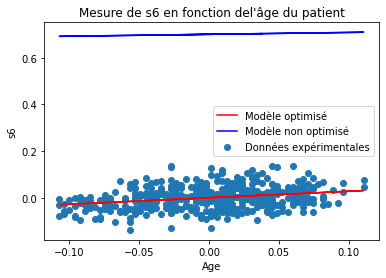 Mesure de s6 en fonction del'âge du patient
0.6
0.4
0.2
0.0
s6
Modèle optimisé
Modèle non optimisé
Données expérimentales
−0.10 −0.05 0.00 0.05 0.10
Age